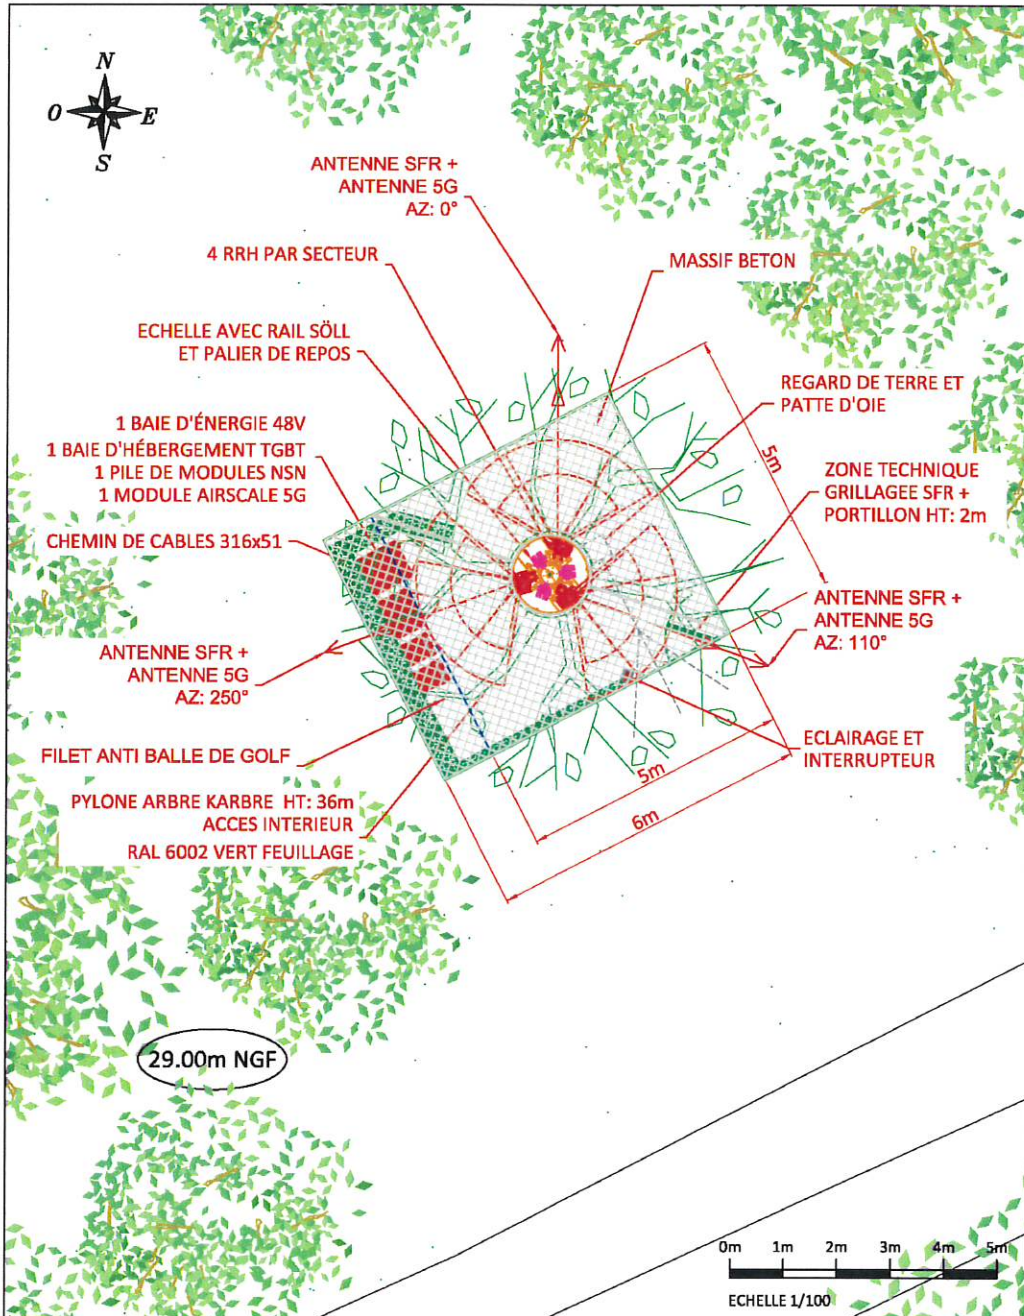 N
O
E
S
ANTENNE SFR +
ANTENNE 5G
AZ: 0°
4 RRH PAR SECTEUR
MASSIF BETON
ECHELLE AVEC RAIL SÖLL
ET PALIER DE REPOS
REGARD DE TERRE ET
PATTE D'OIE
1 BAIE D'ÉNERGIE 48V
1 BAIE D'HÉBERGEMENT TGBT
1 PILE DE MODULES NSN
1 MODULE AIRSCALE 5G
5m
ZONE TECHNIQUE
GRILLAGEE SFR +
PORTILLON HT: 2m
CHEMIN DE CABLES 316x51
ANTENNE SFR +
ANTENNE 5G
AZ: 110°
ANTENNE SFR +
ANTENNE 5G
AZ: 250°
FILET ANTI BALLE DE GOLF
ECLAIRAGE ET
INTERRUPTEUR
5m
6m
PYLONE ARBRE KARBRE HT: 36m
ACCES INTERIEUR
RAL 6002 VERT FEUILLAGE
29.00m NGF
0m 1m 2m 3m 4m 5m
ECHELLE 1/100